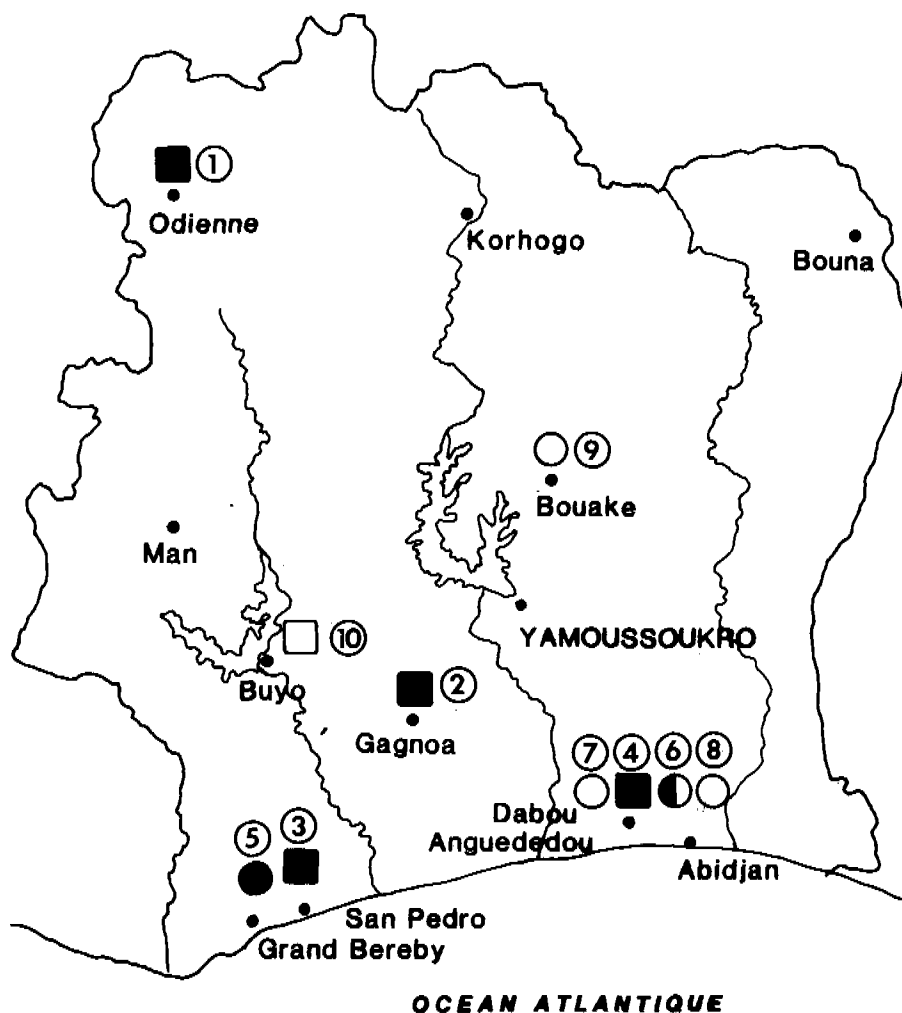 ①
Odienne
Korhogo
Bouna
⑨
Bouake
Man
YAMOUSSOUKRO
⑩
Buyo
②
Gagnoa
⑦ ④ ⑥ ⑧
Dabou
Anguededou
Abidjan
⑤ ③
San Pedro
Grand Bereby
OCEAN ATLANTIQUE